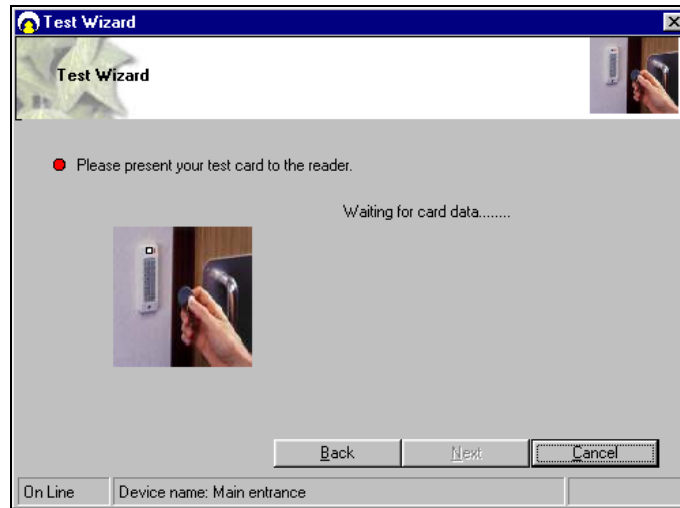 Test Wizard
Test Wizard
Please present your test card to the reader.
Waiting for card data........
Back Next Cancel
On Line Device name: Main entrance